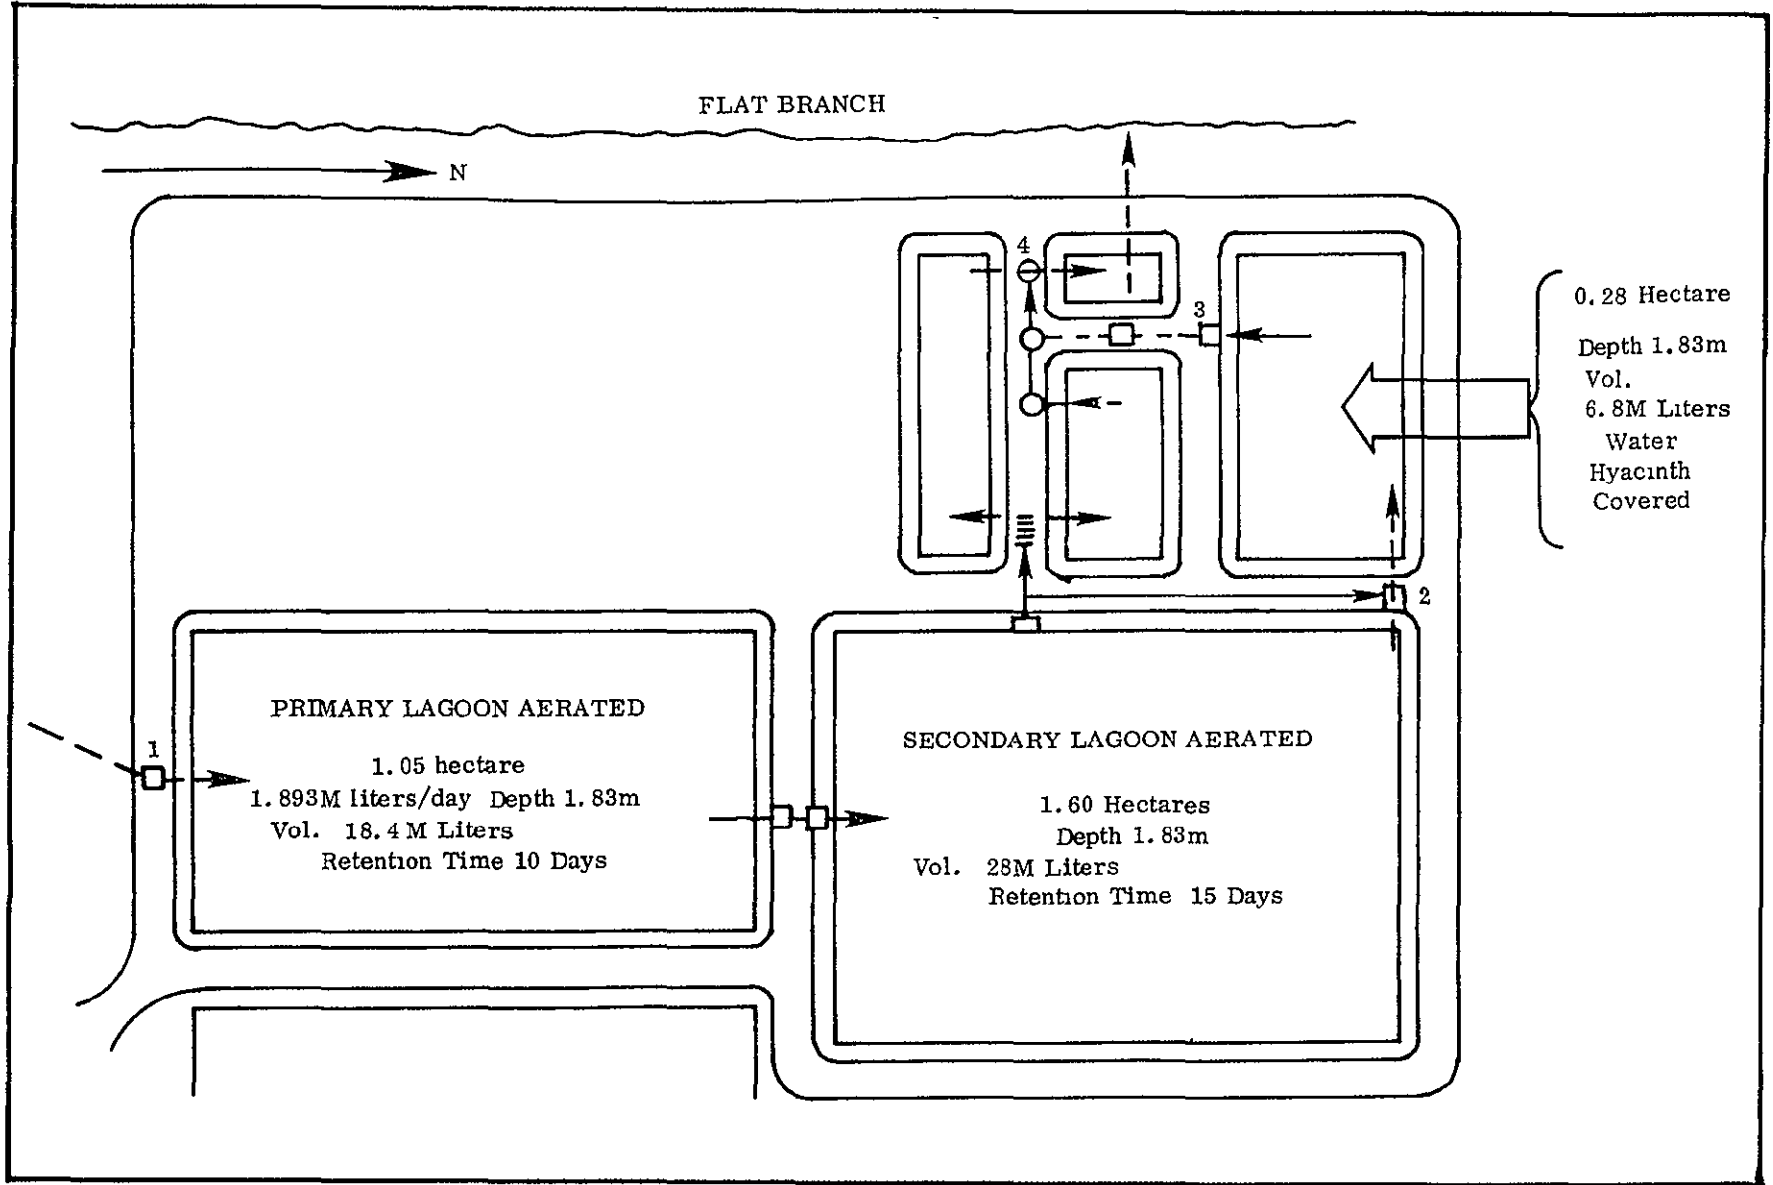 FLAT BRANCH
N
4
3
0.28 Hectare
Depth 1.83m
Vol.
6.8M Liters
Water
Hyacinth
Covered
2
PRIMARY LAGOON AERATED
1.05 hectare
1.893M liters/day Depth 1.83m
Vol. 18.4M Liters
Retention Time 10 Days
1
SECONDARY LAGOON AERATED
1.60 Hectares
Depth 1.83m
Vol. 28M Liters
Retention Time 15 Days